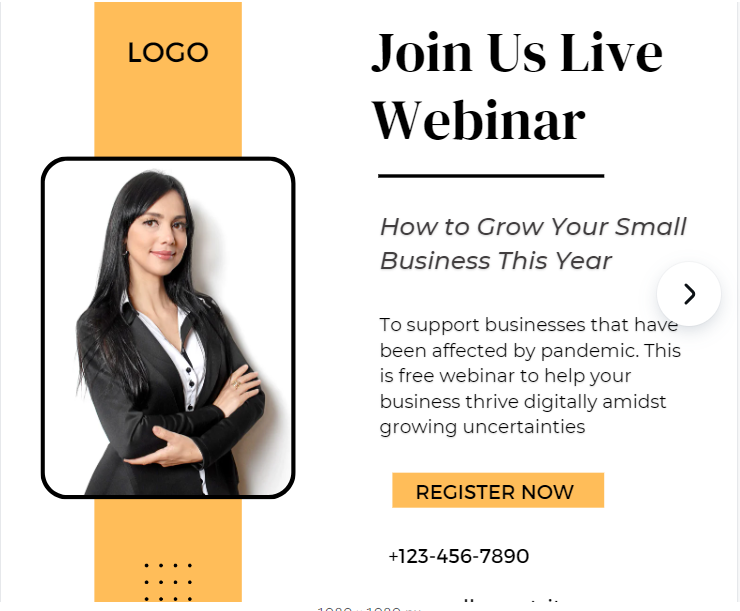 LOGO
Join Us Live
Webinar
How to Grow Your Small
Business This Year
To support businesses that have
been affected by pandemic. This
is free webinar to help your
business thrive digitally amidst
growing uncertainties
REGISTER NOW
+123-456-7890